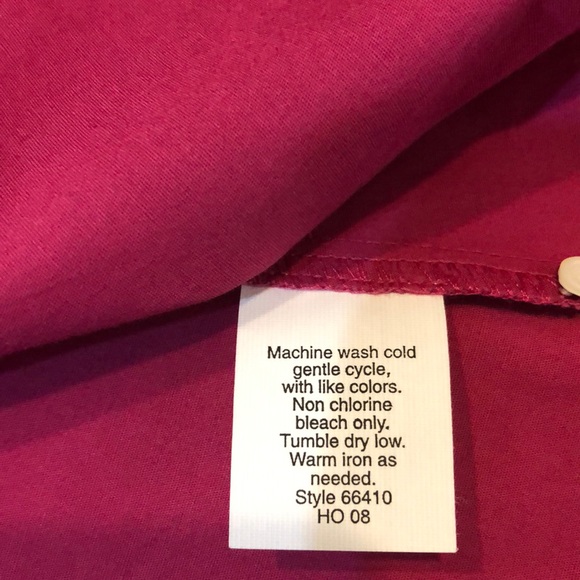 Machine wash cold
gentle cycle,
with like colors.
Non chlorine
bleach only.
Tumble dry low.
Warm iron as
needed.
Style 66410
HO 08